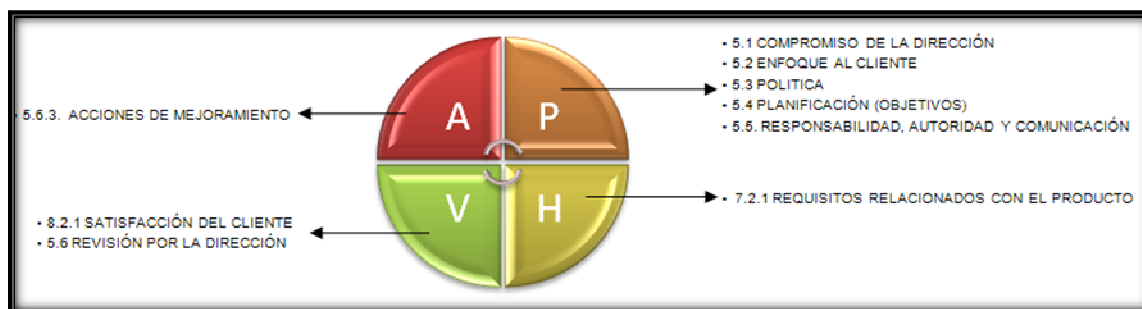 - 5.6.3. ACCIONES DE MEJORAMIENTO
A
P
- 5.1 COMPROMISO DE LA DIRECCIÓN
- 5.2 ENFOQUE AL CLIENTE
- 5.3 POLITICA
- 5.4 PLANIFICACIÓN (OBJETIVOS)
- 5.5. RESPONSABILIDAD, AUTORIDAD Y COMUNICACIÓN
- 8.2.1 SATISFACCIÓN DEL CLIENTE
- 5.6 REVISIÓN POR LA DIRECCIÓN
V
H
- 7.2.1 REQUISITOS RELACIONADOS CON EL PRODUCTO